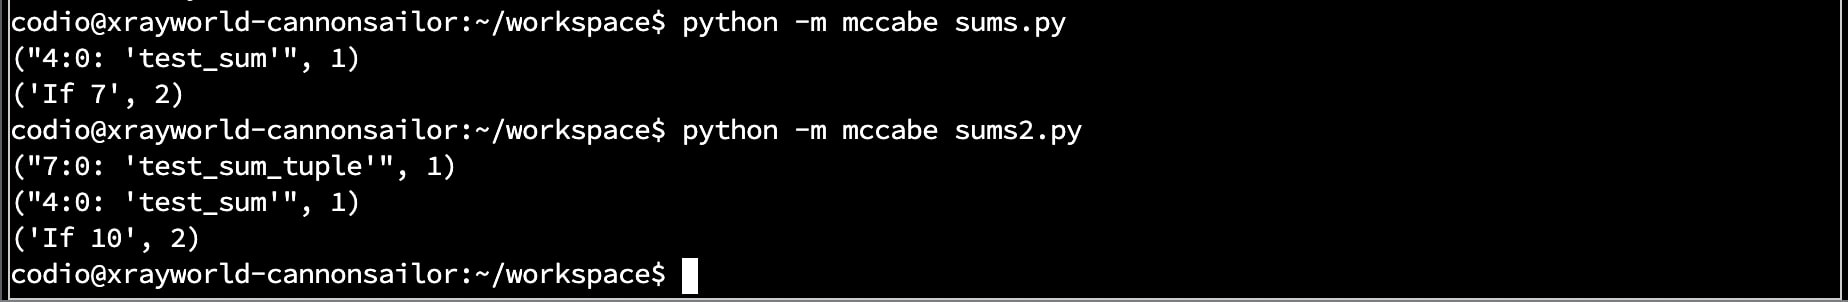 codio@xrayworld-cannonsailor:~/workspace$ python -m mccabe sums.py
("4:0: 'test_sum'", 1)
('If 7', 2)
codio@xrayworld-cannonsailor:~/workspace$ python -m mccabe sums2.py
("7:0: 'test_sum_tuple'", 1)
("4:0: 'test_sum'", 1)
('If 10', 2)
codio@xrayworld-cannonsailor:~/workspace$